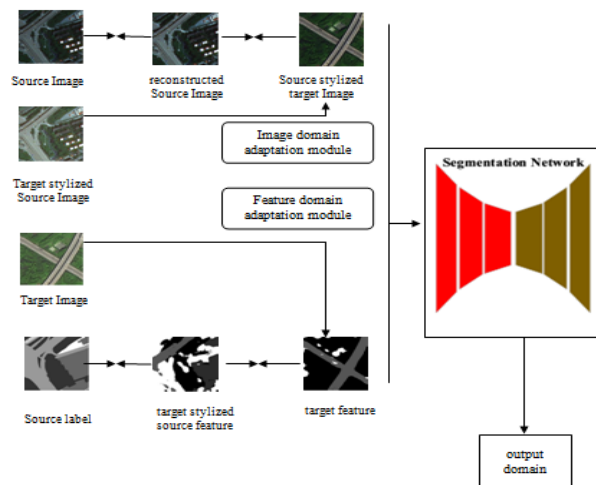 Source Image
reconstructed
Source Image
Source stylized
target Image
Target stylized
Source Image
Image domain
adaptation module
Feature domain
adaptation module
Segmentation Network
Target Image
Source label
target stylized
source feature
target feature
output
domain